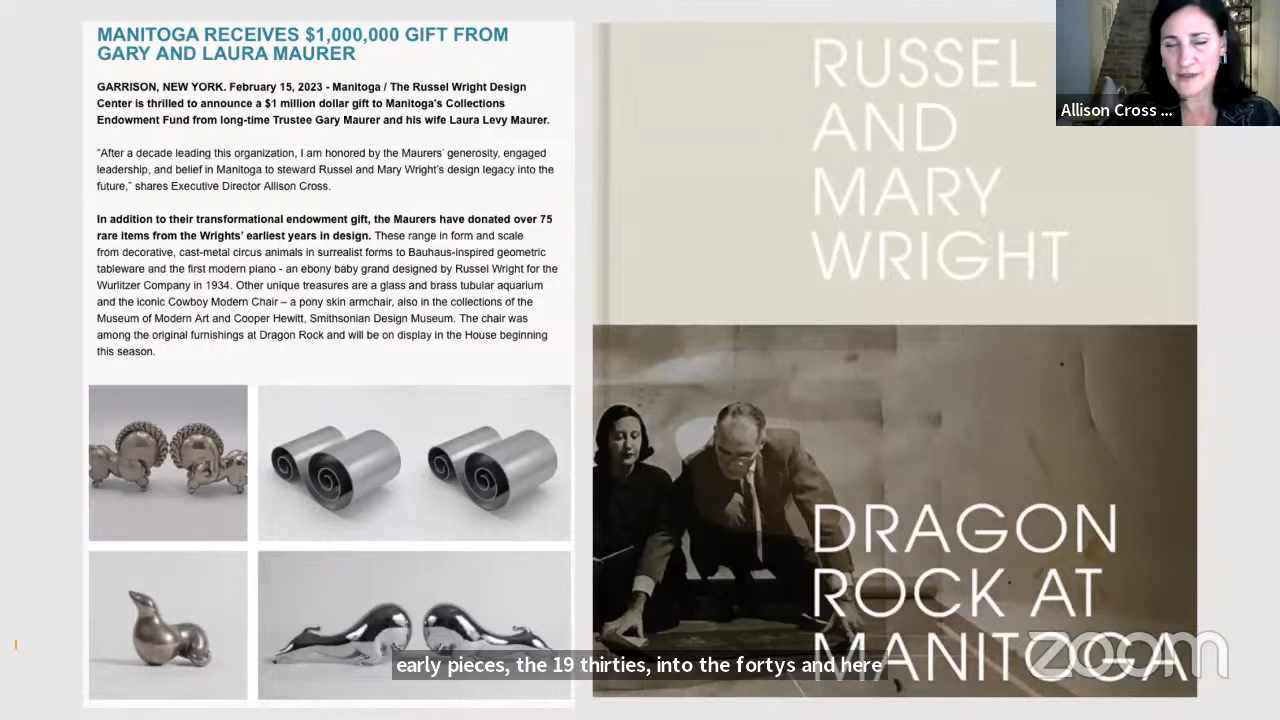 MANITOGA RECEIVES $1,000,000 GIFT FROM
GARY AND LAURA MAURER
GARRISON, NEW YORK. February 15, 2023 - Manitoga / The Russel Wright Design
Center is thrilled to announce a $1 million dollar gift to Manitoga's Collections
Endowment Fund from long-time Trustee Gary Maurer and his wife Laura Levy Maurer.
"After a decade leading this organization, I am honored by the Maurers' generosity, engaged
leadership, and belief in Manitoga to steward Russel and Mary Wright's design legacy into the
future," shares Executive Director Allison Cross.
In addition to their transformational endowment gift, the Maurers have donated over 75
rare items from the Wrights' earliest years in design. These range in form and scale
from decorative, cast-metal circus animals in surrealist forms to Bauhaus-inspired geometric
tableware and the first modern piano - an ebony baby grand designed by Russel Wright for the
Wurlitzer Company in 1934. Other unique treasures are a glass and brass tubular aquarium
and the iconic Cowboy Modern Chair – a pony skin armchair, also in the collections of the
Museum of Modern Art and Cooper Hewitt, Smithsonian Design Museum. The chair was
among the original furnishings at Dragon Rock and will be on display in the House beginning
this season.
RUSSEL
AND
MARY
WRIGHT
DRAGON
ROCK AT
MANITOGA
Allison Cross ...
early pieces, the 19 thirties, into the fortys and here
zoom